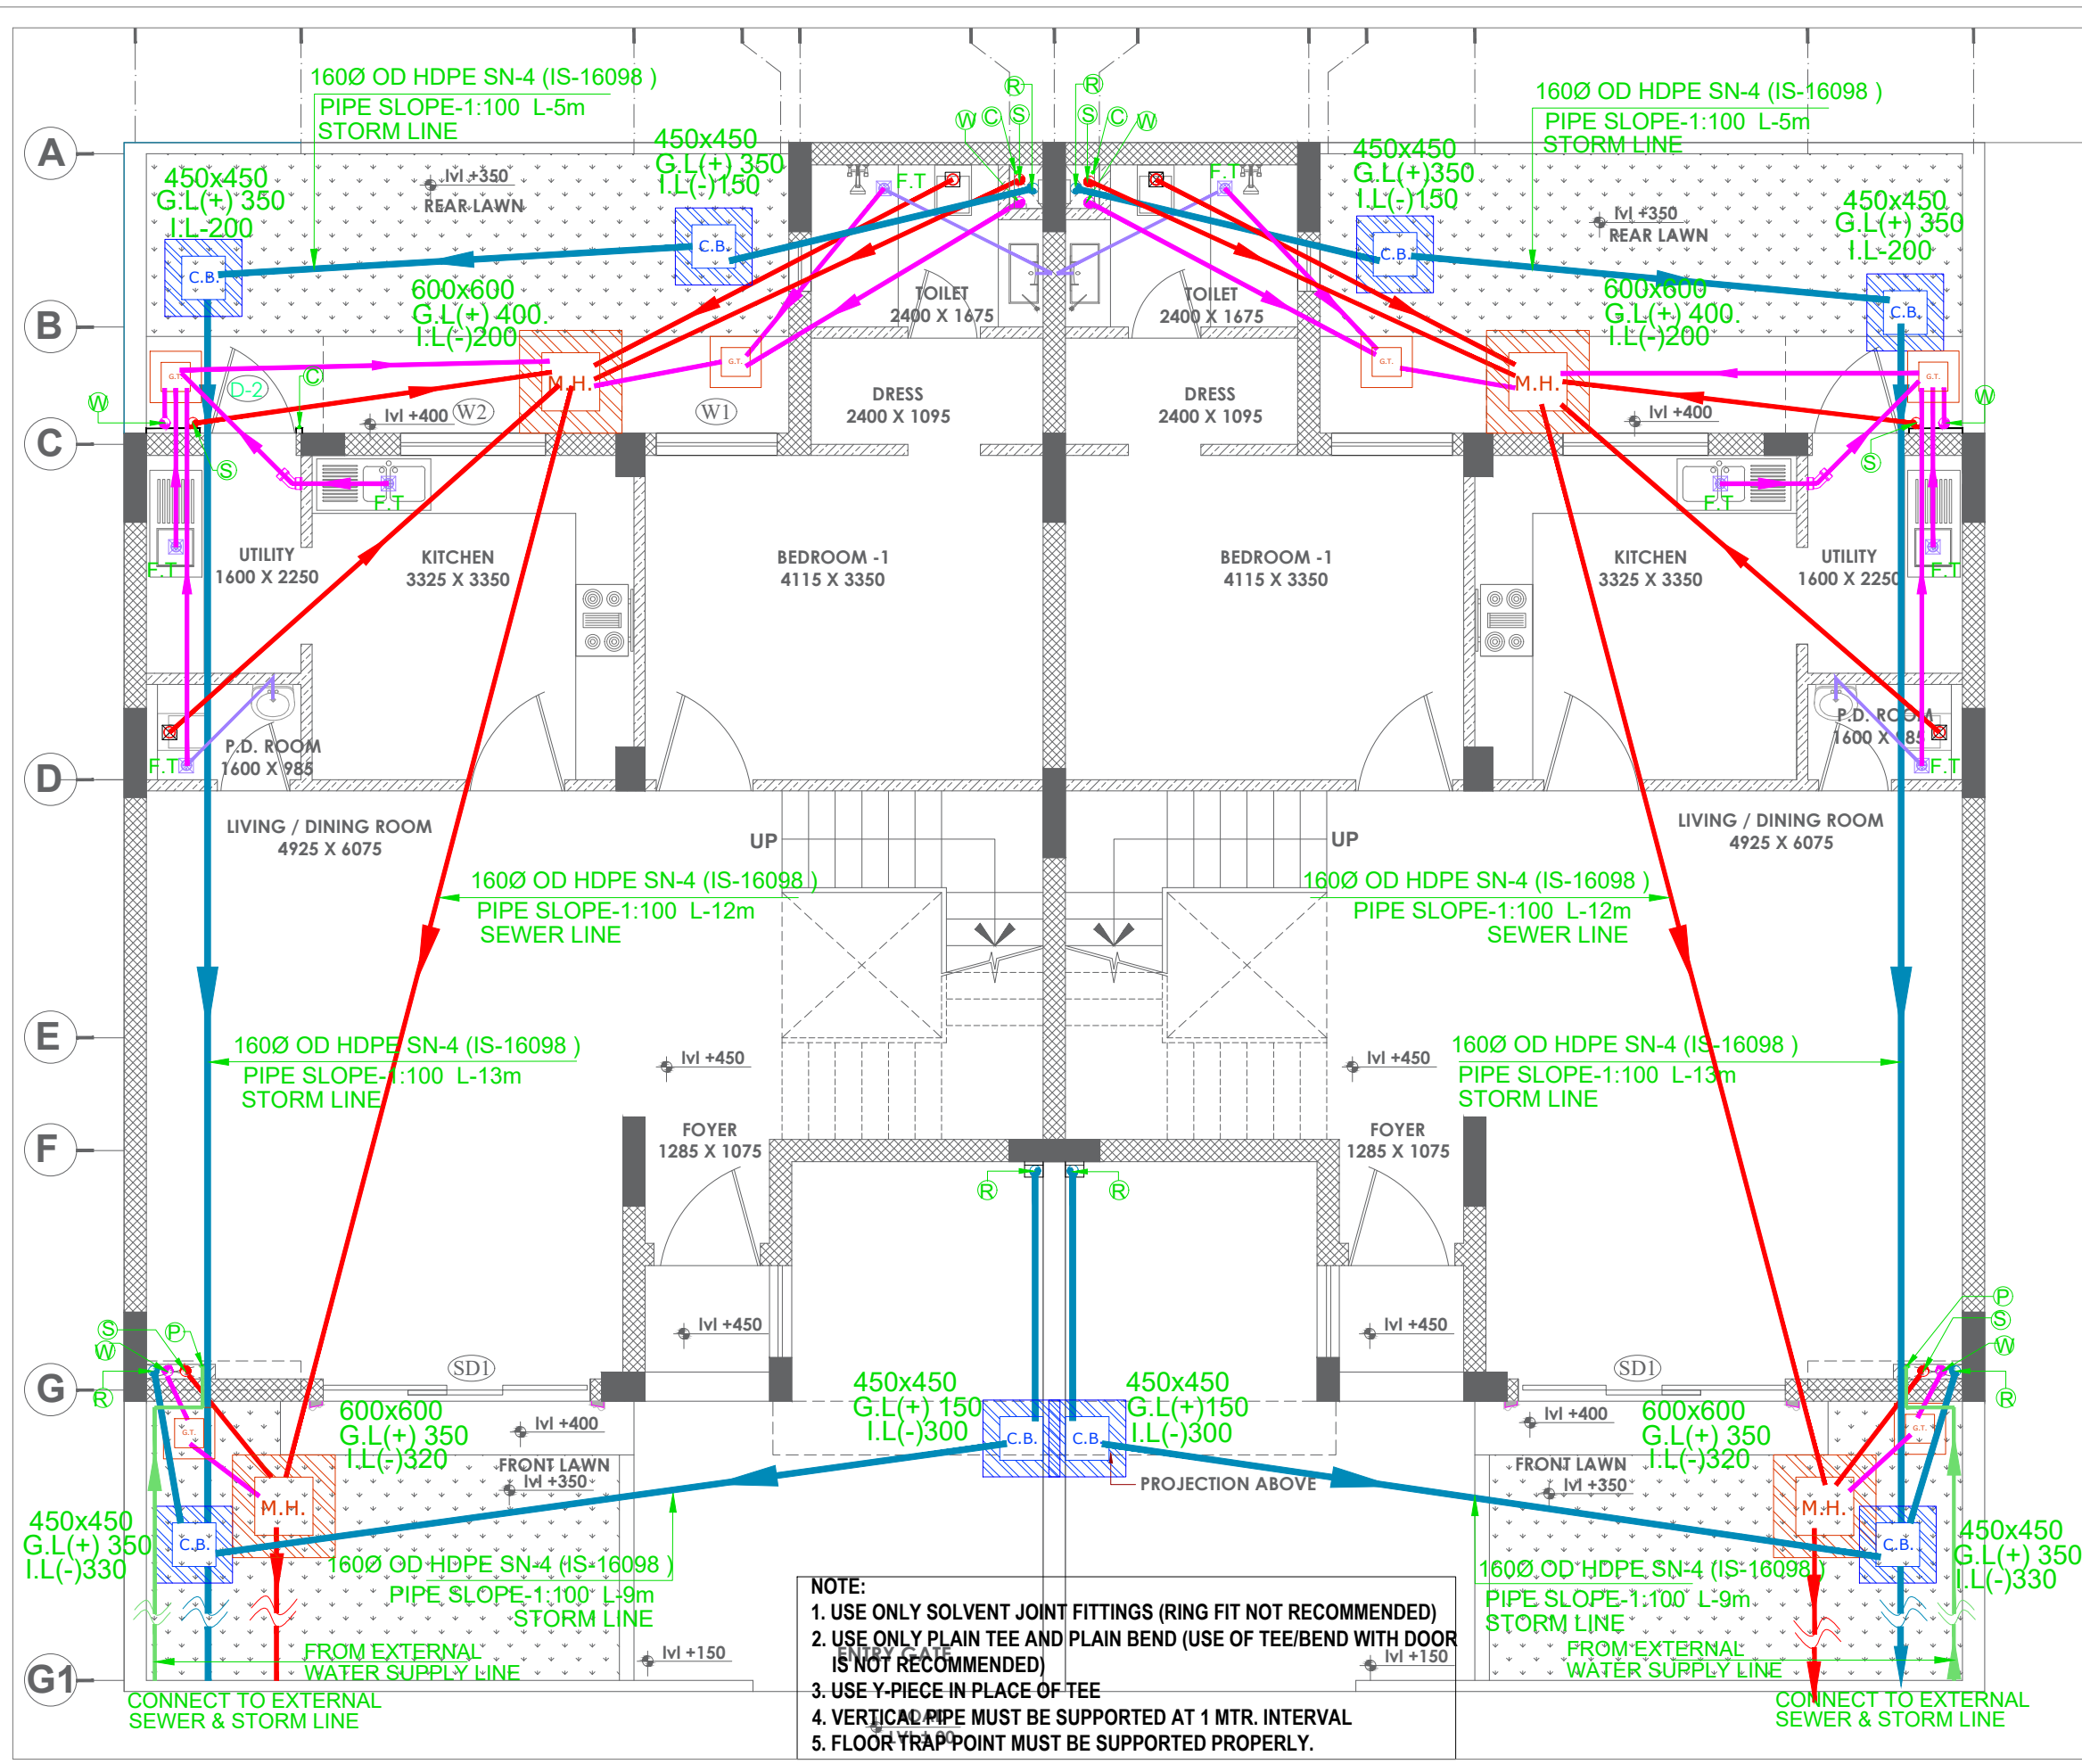 160Ø OD HDPE SN-4 (IS-16098 )
PIPE SLOPE-1:100 L-5m
STORM LINE
160Ø OD HDPE SN-4 (IS-16098 )
PIPE SLOPE-1:100 L-5m
STORM LINE
R
R
W
C
S
S
C
W
A
450x450
G.L(+) 350
I.L-200
lvl +350
REAR LAWN
450x450
G.L(+) 350
I.L(-)150
F.T
F.T
450x450
G.L(+)350
I.L(-)150
lvl +350
REAR LAWN
450x450
G.L(+) 350
I.L-200
C.B.
C.B.
C.B.
C.B.
B
600x600
G.L(+) 400.
I.L(-)200
TOILET
2400 X 1675
TOILET
2400 X 1675
600x600
G.L(+) 400.
I.L(-)200
G.T.
M.H.
G.T.
G.T.
M.H.
G.T.
D-2
C
W
lvl +400
W2
W1
DRESS
2400 X 1095
DRESS
2400 X 1095
lvl +400
W
C
S
S
F.T
F.T
F.T
F.T
UTILITY
1600 X 2250
KITCHEN
3325 X 3350
BEDROOM -1
4115 X 3350
BEDROOM -1
4115 X 3350
KITCHEN
3325 X 3350
UTILITY
1600 X 2250
P.D. ROOM
1600 X 985
F.T
P.D. ROOM
1600 X 985
F.T
D
LIVING / DINING ROOM
4925 X 6075
UP
UP
LIVING / DINING ROOM
4925 X 6075
160Ø OD HDPE SN-4 (IS-16098 )
PIPE SLOPE-1:100 L-12m
SEWER LINE
160Ø OD HDPE SN-4 (IS-16098 )
PIPE SLOPE-1:100 L-12m
SEWER LINE
E
160Ø OD HDPE SN-4 (IS-16098 )
PIPE SLOPE-1:100 L-13m
STORM LINE
lvl +450
lvl +450
160Ø OD HDPE SN-4 (IS-16098 )
PIPE SLOPE-1:100 L-13m
STORM LINE
F
FOYER
1285 X 1075
FOYER
1285 X 1075
R
R
S
P
W
R
lvl +450
lvl +450
P
S
W
R
G
SD1
SD1
G.T.
600x600
G.L(+) 350
I.L(-)320
lvl +400
FRONT LAWN
lvl +350
450x450
G.L(+) 150
I.L(-)300
C.B.
C.B.
450x450
G.L(+)150
I.L(-)300
PROJECTION ABOVE
lvl +400
FRONT LAWN
lvl +350
600x600
G.L(+) 350
I.L(-)320
G.T.
M.H.
M.H.
450x450
G.L(+) 350
I.L(-)330
C.B.
C.B.
450x450
G.L(+) 350
I.L(-)330
160Ø OD HDPE SN-4 (IS-16098 )
PIPE SLOPE-1:100 L-9m
STORM LINE
160Ø OD HDPE SN-4 (IS-16098 )
PIPE SLOPE-1:100 L-9m
STORM LINE
FROM EXTERNAL
WATER SUPPLY LINE
lvl +150
lvl +150
FROM EXTERNAL
WATER SUPPLY LINE
G1
CONNECT TO EXTERNAL
SEWER & STORM LINE
CONNECT TO EXTERNAL
SEWER & STORM LINE
NOTE:
1. USE ONLY SOLVENT JOINT FITTINGS (RING FIT NOT RECOMMENDED)
2. USE ONLY PLAIN TEE AND PLAIN BEND (USE OF TEE/BEND WITH DOOR
ENTRY GATE
IS NOT RECOMMENDED)
3. USE Y-PIECE IN PLACE OF TEE
4. VERTICAL PIPE MUST BE SUPPORTED AT 1 MTR. INTERVAL
5. FLOOR TRAP POINT MUST BE SUPPORTED PROPERLY.